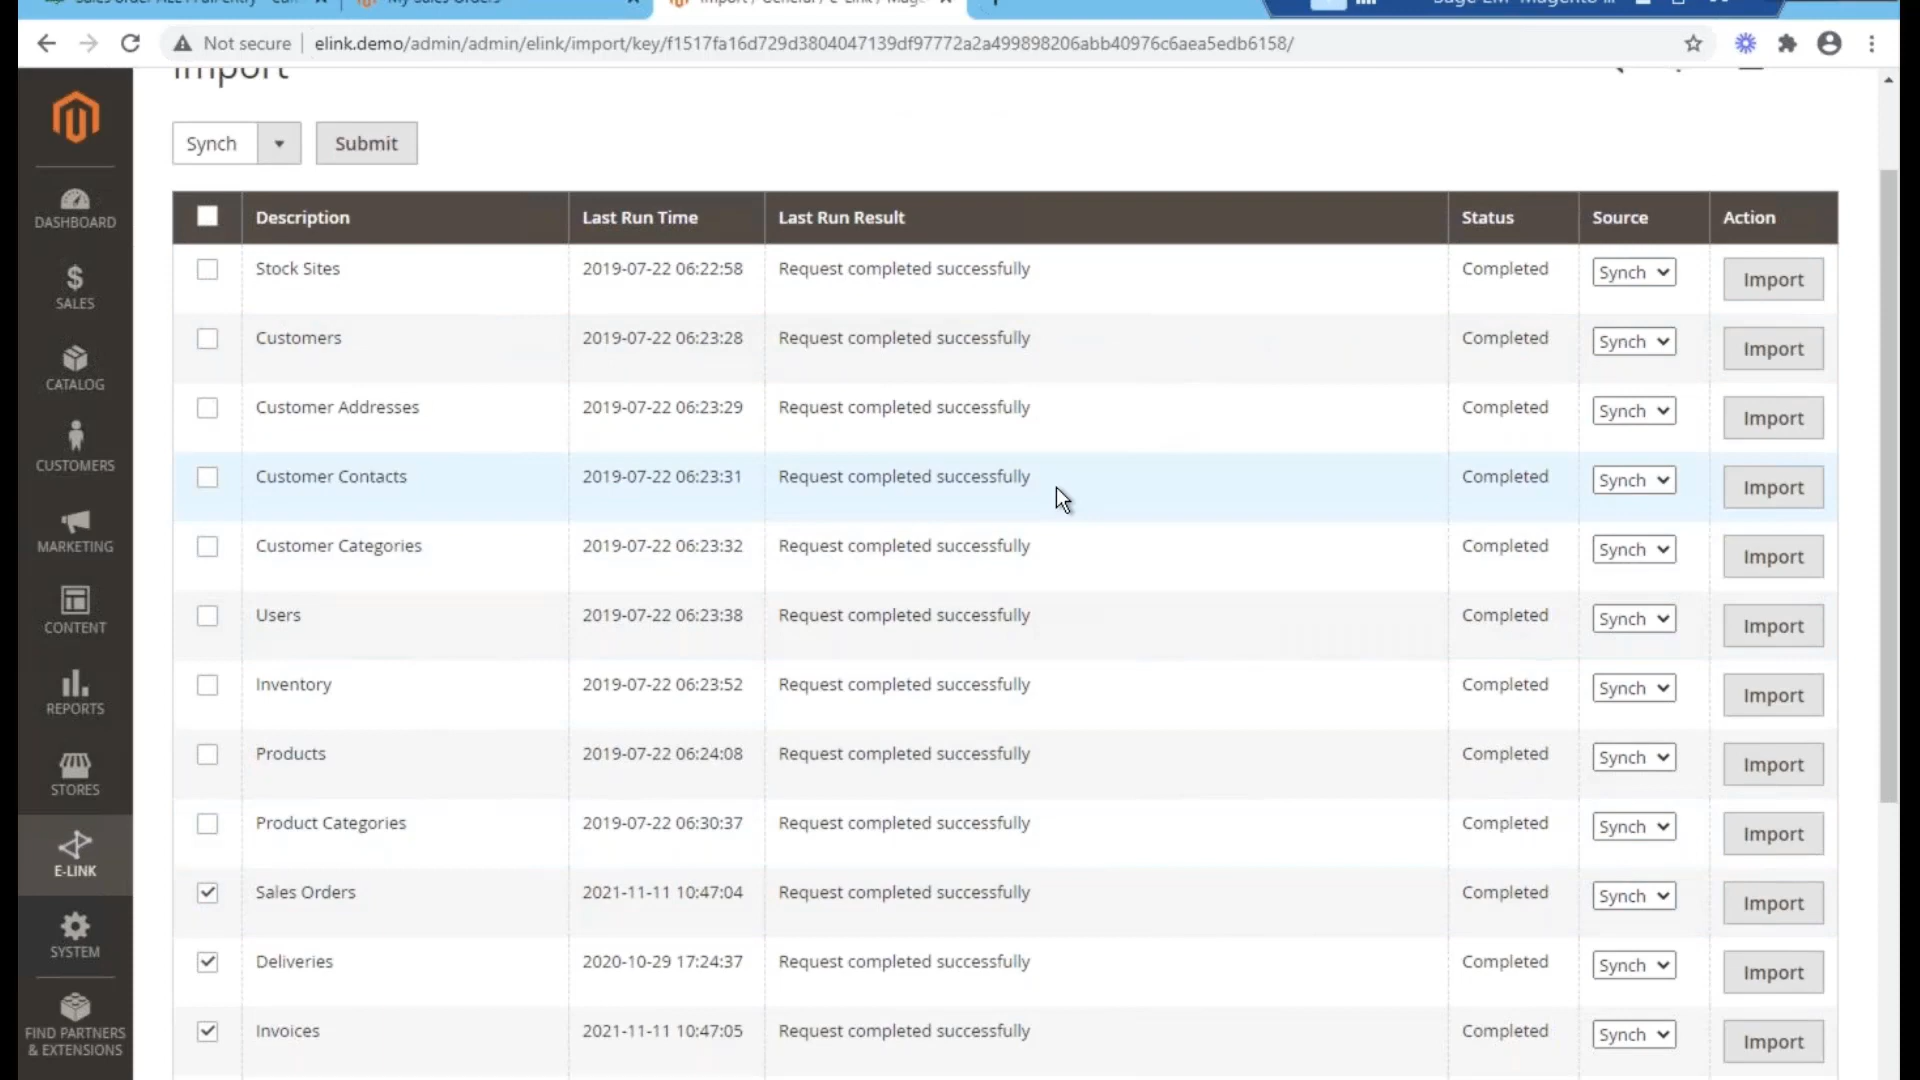 Not secure elink.demo/admin/admin/elink/import/key/f1517fa16d729d3804047139df97772a2a499898206abb40976c6aea5edb6158/
Import
Synch Submit
Description Last Run Time Last Run Result Status Source Action
Stock Sites 2019-07-22 06:22:58 Request completed successfully Completed Synch Import
Customers 2019-07-22 06:23:28 Request completed successfully Completed Synch Import
Customer Addresses 2019-07-22 06:23:29 Request completed successfully Completed Synch Import
Customer Contacts 2019-07-22 06:23:31 Request completed successfully Completed Synch Import
Customer Categories 2019-07-22 06:23:32 Request completed successfully Completed Synch Import
Users 2019-07-22 06:23:38 Request completed successfully Completed Synch Import
Inventory 2019-07-22 06:23:52 Request completed successfully Completed Synch Import
Products 2019-07-22 06:24:08 Request completed successfully Completed Synch Import
Product Categories 2019-07-22 06:30:37 Request completed successfully Completed Synch Import
Sales Orders 2021-11-11 10:47:04 Request completed successfully Completed Synch Import
Deliveries 2020-10-29 17:24:37 Request completed successfully Completed Synch Import
Invoices 2021-11-11 10:47:05 Request completed successfully Completed Synch Import
DASHBOARD
$
SALES
CATALOG
CUSTOMERS
MARKETING
CONTENT
REPORTS
STORES
E-LINK
SYSTEM
FIND PARTNERS
& EXTENSIONS